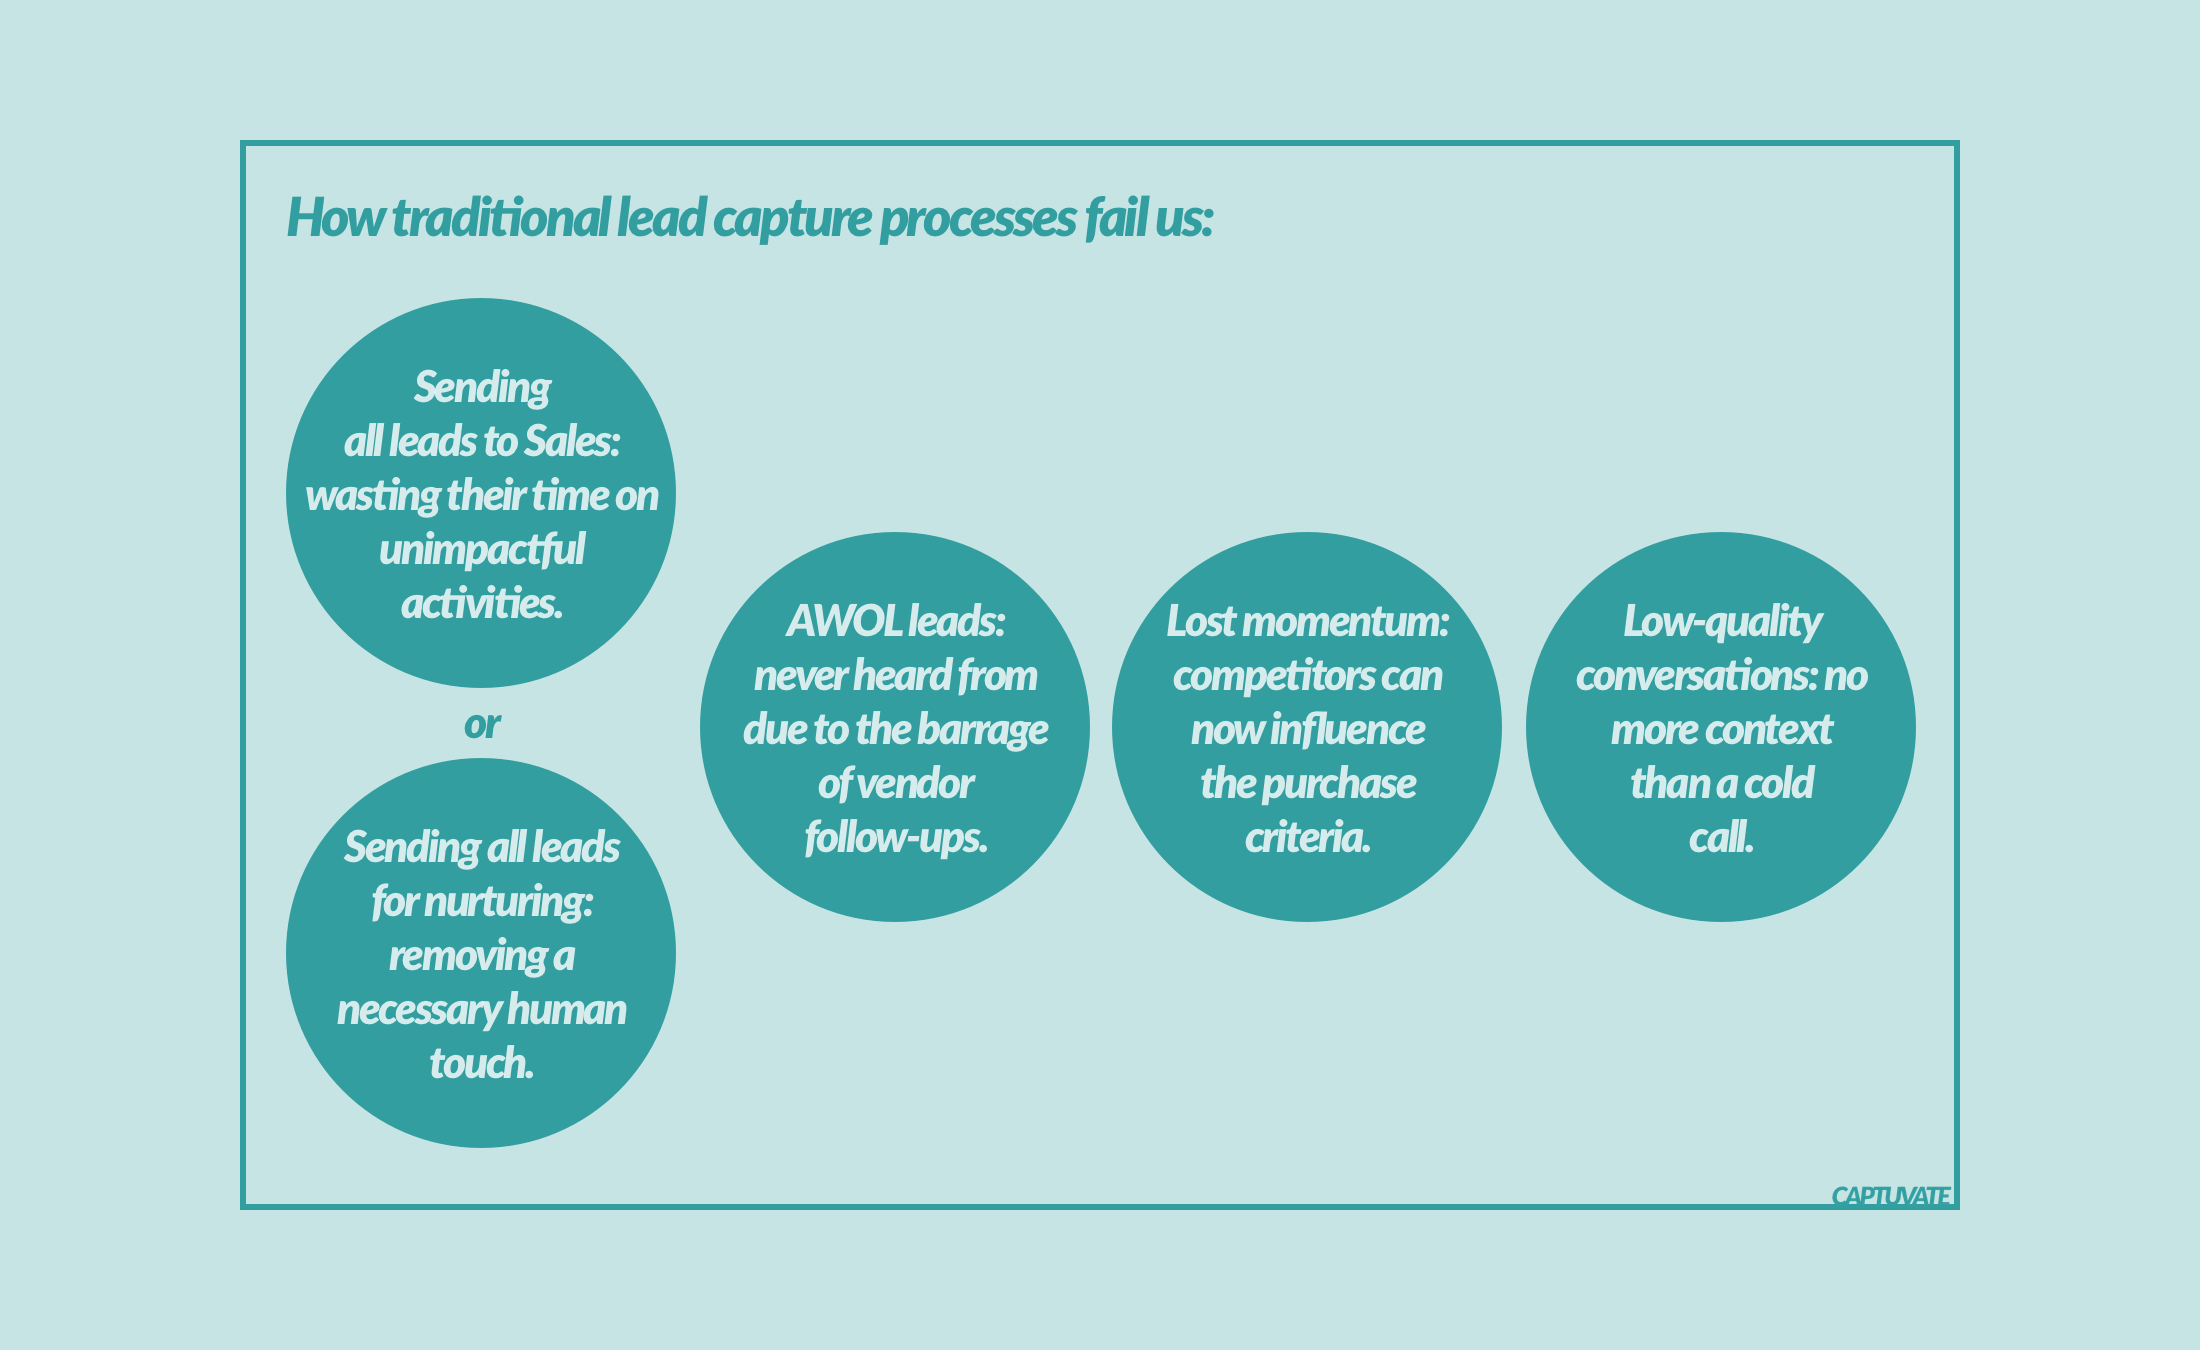 How traditional lead capture processes fail us:
Sending
all leads to Sales:
wasting their time on
unimpactful
activities.
or
Sending all leads
for nurturing:
removing a
necessary human
touch.
AWOL leads:
never heard from
due to the barrage
of vendor
follow-ups.
Lost momentum:
competitors can
now influence
the purchase
criteria.
Low-quality
conversations: no
more context
than a cold
call.
CAPTUVATE